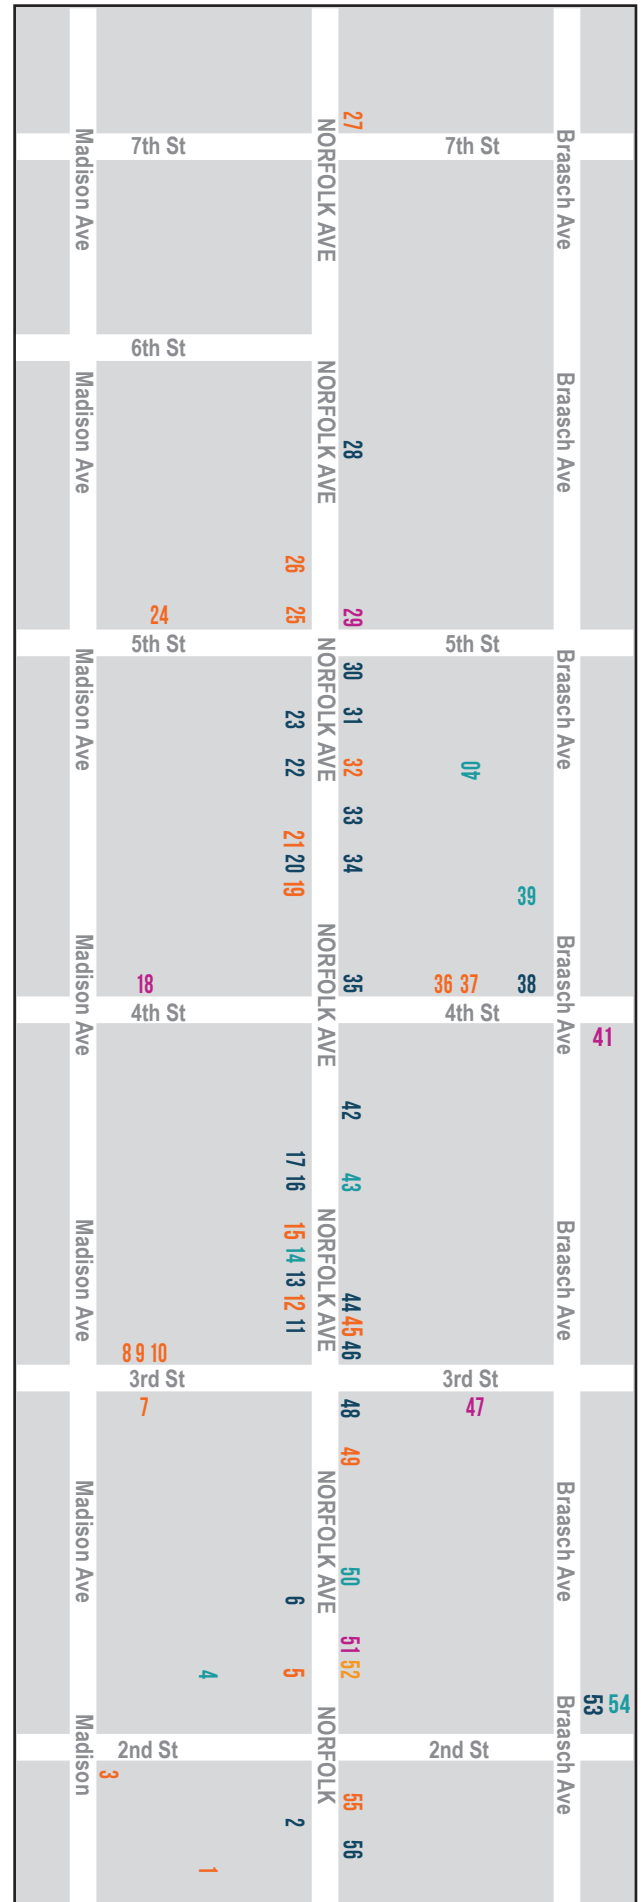 27
Madison Ave
7th St
NORFOLK AVE
7th St
Braasch Ave
6th St
Madison Ave
NORFOLK AVE
Braasch Ave
28
26
24
25
29
5th St
5th St
Madison Ave
NORFOLK AVE
Braasch Ave
30
23
31
22
32
40
33
21
20
34
19
39
Madison Ave
NORFOLK AVE
Braasch Ave
18
35
36 37
38
4th St
4th St
41
42
17
16
43
Madison Ave
NORFOLK AVE
Braasch Ave
15
14
13
12
44
11
45
46
8 9 10
3rd St
3rd St
7
48
47
49
Madison Ave
NORFOLK AVE
Braasch Ave
50
6
51
4
5
52
53 54
Madison
NORFOLK
Braasch Ave
2nd St
2nd St
3
55
2
56
1